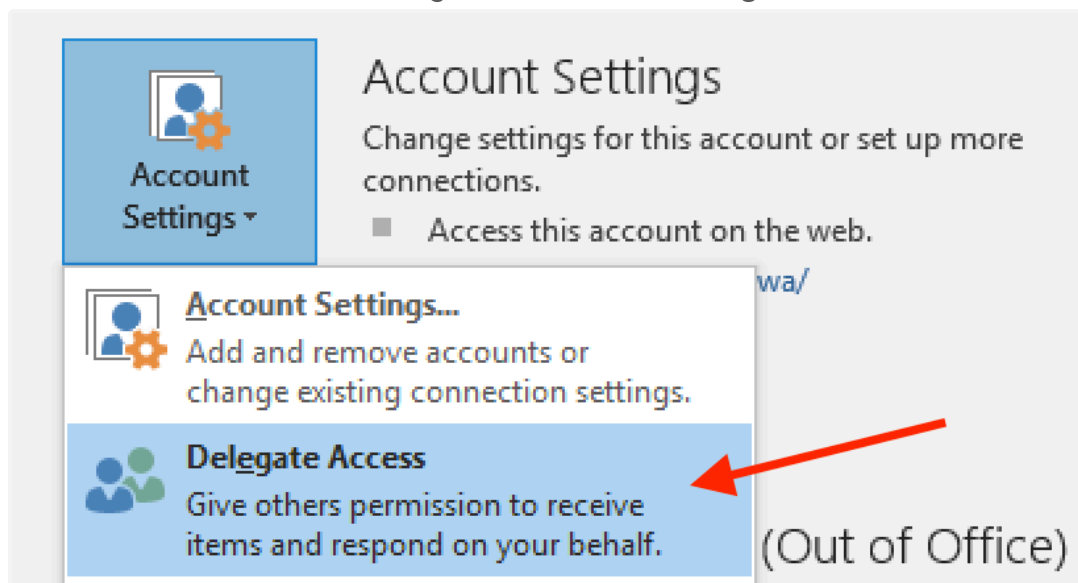 Account
Settings
Account Settings
Change settings for this account or set up more
connections.
Access this account on the web.
wa/
Account Settings...
Add and remove accounts or
change existing connection settings.
Delegate Access
Give others permission to receive
items and respond on your behalf.
(Out of Office)